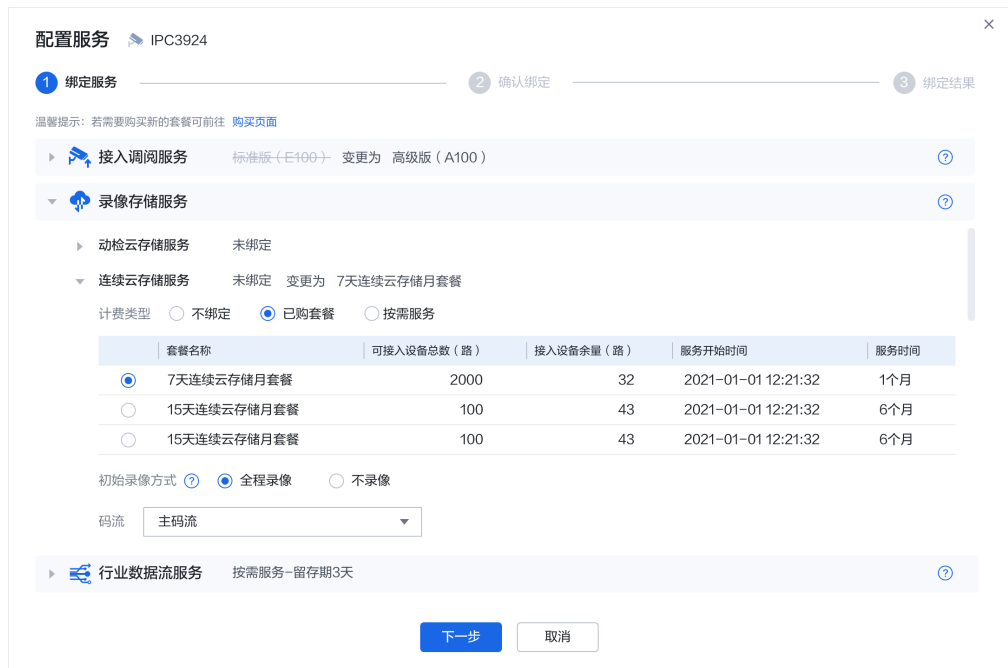 配置服务 IPC3924
1 绑定服务 2 确认绑定 3 绑定结果
温馨提示：若需要购买新的套餐可前往 购买页面
接入调阅服务 标准版（E100） 变更为 高级版（A100） ?
录像存储服务 ?
动检云存储服务 未绑定
连续云存储服务 未绑定 变更为 7天连续云存储月套餐
计费类型 不绑定 已购套餐 按需服务
套餐名称 可接入设备总数（路） 接入设备余量（路） 服务开始时间 服务时间
7天连续云存储月套餐 2000 32 2021-01-01 12:21:32 1个月
15天连续云存储月套餐 100 43 2021-01-01 12:21:32 6个月
15天连续云存储月套餐 100 43 2021-01-01 12:21:32 6个月
初始录像方式 ? 全程录像 不录像
码流 主码流
行业数据流服务 按需服务-留存期3天 ?
下一步 取消